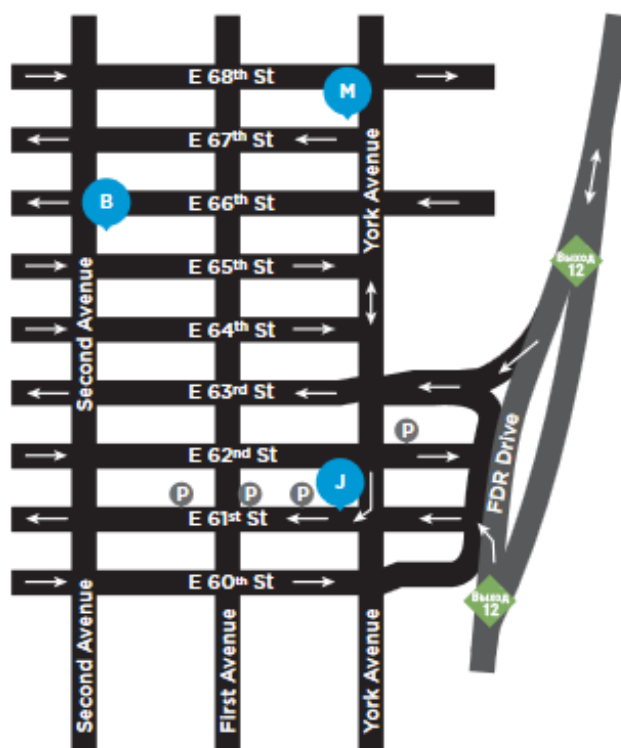 E 68th St
M
E 67th St
York Avenue
B
E 66th St
Second Avenue
E 65th St
Выход
12
E 64th St
E 63rd St
P
FDR Drive
E 62nd St
J
P
P
P
E 61st St
E 60th St
Выход
12
Second Avenue
First Avenue
York Avenue